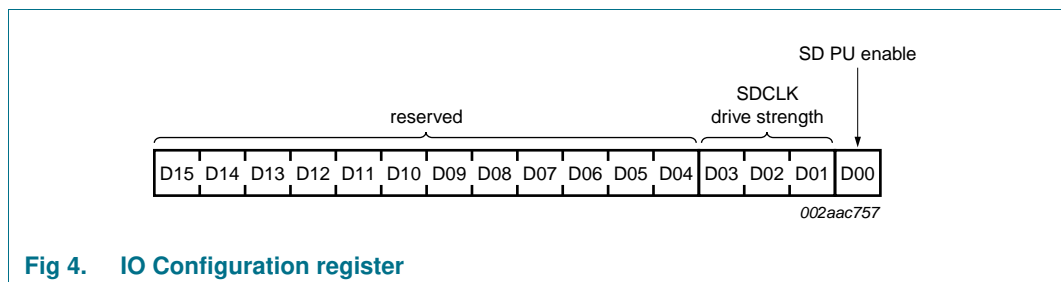 SD PU enable
SDCLK
drive strength
reserved
D15 D14 D13 D12 D11 D10 D09 D08 D07 D06 D05 D04 D03 D02 D01 D00
002aac757
Fig 4. IO Configuration register